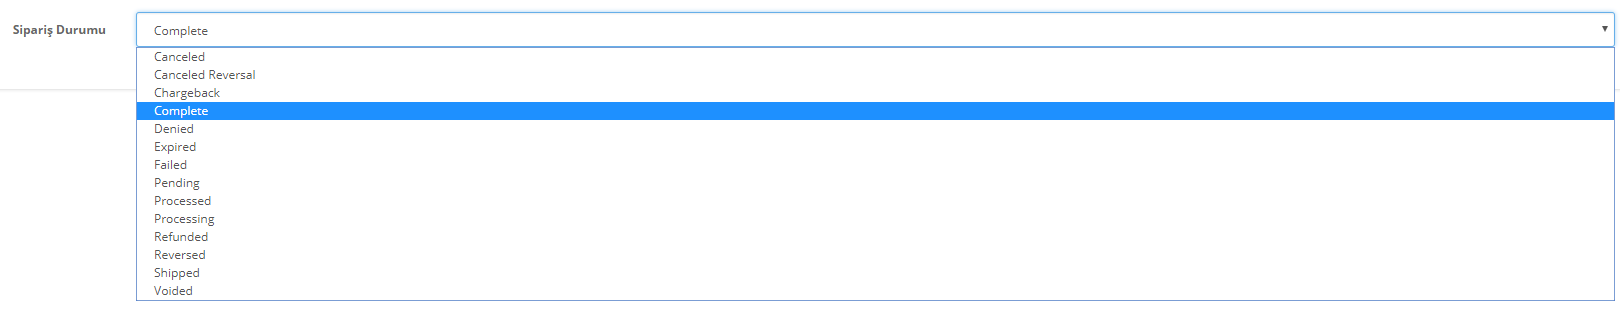 Sipariş Durumu
Complete
Canceled
Canceled Reversal
Chargeback
Complete
Denied
Expired
Failed
Pending
Processed
Processing
Refunded
Reversed
Shipped
Voided